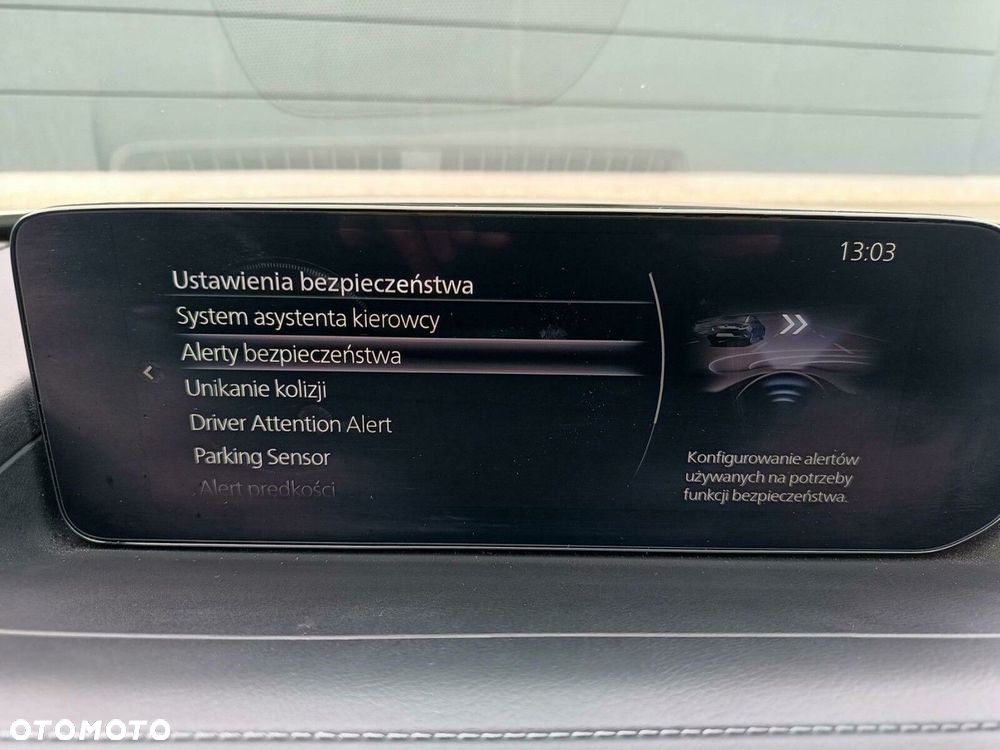 13:03
Ustawienia bezpieczeństwa
System asystenta kierowcy
Alerty bezpieczeństwa
Unikanie kolizji
Driver Attention Alert
Parking Sensor
Alert prędkości
Konfigurowanie alertów
używanych na potrzeby
funkcji bezpieczeństwa.
OTOMOTO